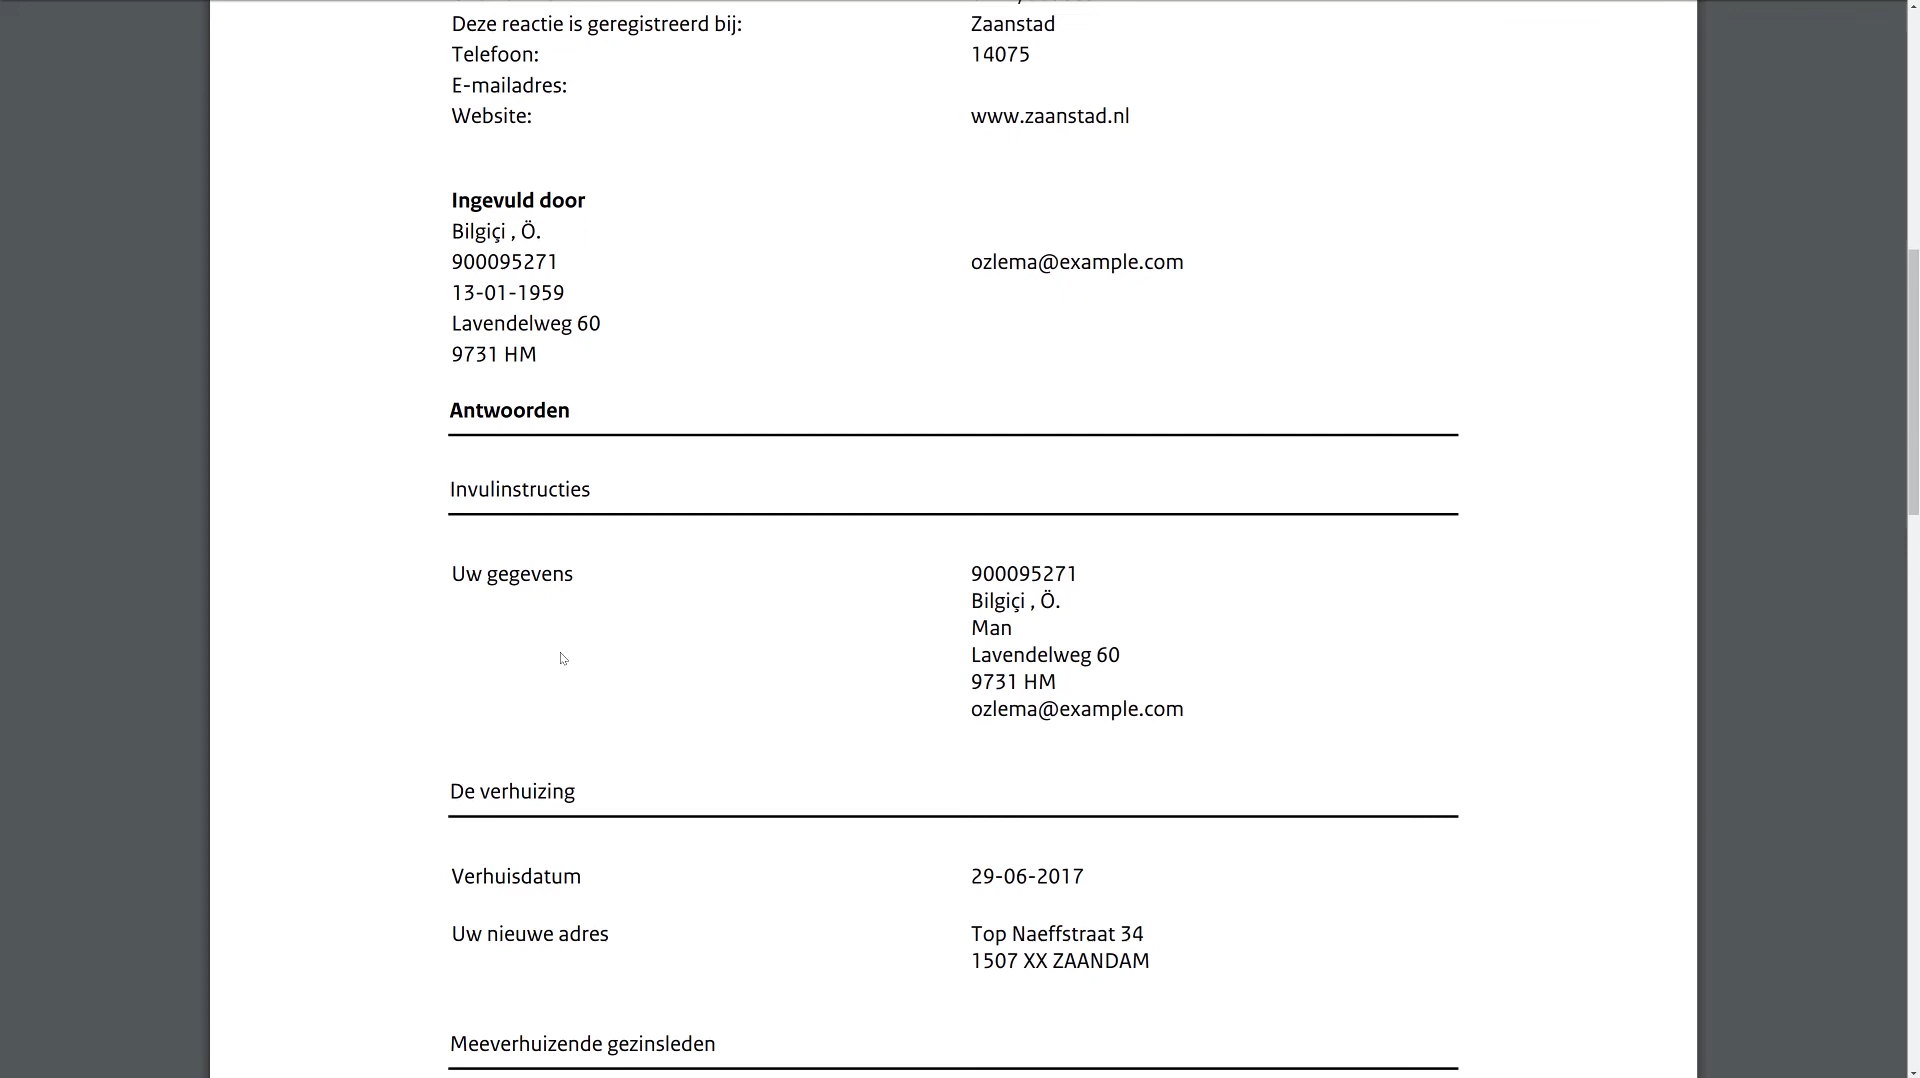 Deze reactie is geregistreerd bij: Zaanstad
Telefoon: 14075
E-mailadres:
Website: www.zaanstad.nl
Ingevuld door
Bilgiçi , Ö.
900095271 ozlema@example.com
13-01-1959
Lavendelweg 60
9731 HM
Antwoorden
Invulinstructies
Uw gegevens 900095271
Bilgiçi , Ö.
Man
Lavendelweg 60
9731 HM
ozlema@example.com
De verhuizing
Verhuisdatum 29-06-2017
Uw nieuwe adres Top Naeffstraat 34
1507 XX ZAANDAM
Meeverhuizende gezinsleden